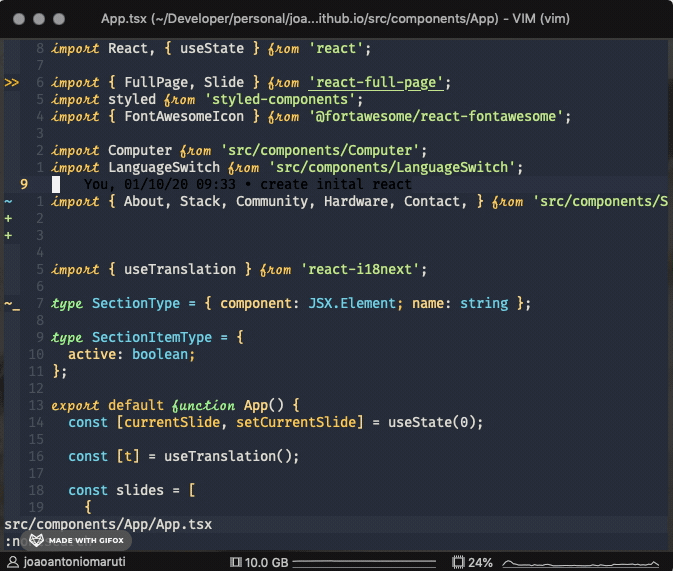 App.tsx (~/Developer/personal/joa...ithub.io/src/components/App) - VIM (vim)
8 import React, { useState } from 'react';
7
>> 6 import { FullPage, Slide } from 'react-full-page';
5 import styled from 'styled-components';
4 import { FontAwesomeIcon } from '@fortawesome/react-fontawesome';
3
2 import Computer from 'src/components/Computer';
1 import LanguageSwitch from 'src/components/LanguageSwitch';
9 You, 01/10/20 09:33 • create inital react
~ 1 import { About, Stack, Community, Hardware, Contact, } from 'src/components/S
+ 2
+ 3
4
5 import { useTranslation } from 'react-i18next';
6
~_ 7 type SectionType = { component: JSX.Element; name: string };
8
9 type SectionItemType = {
10 active: boolean;
11 };
12
13 export default function App() {
14 const [currentSlide, setCurrentSlide] = useState(0);
15
16 const [t] = useTranslation();
17
18 const slides = [
19 {
src/components/App/App.tsx
:no
MADE WITH GIFOX
joaoantoniomaruti 10.0 GB 24%